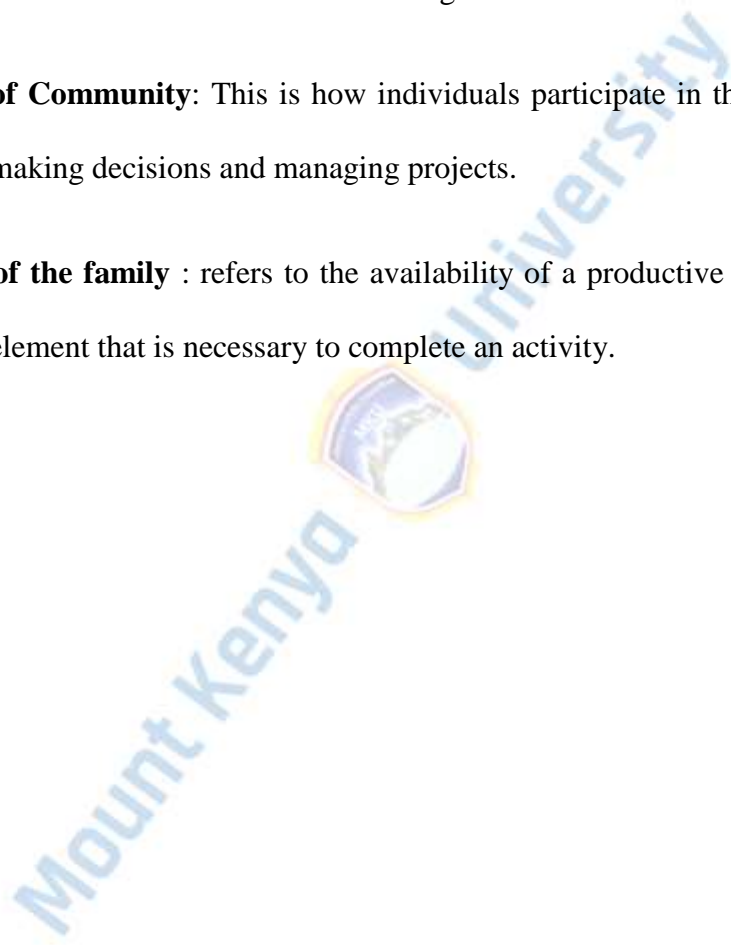 of Community: This is how individuals participate in th
making decisions and managing projects.
of the family : refers to the availability of a productive
element that is necessary to complete an activity.
Mount Kenya University
MKU